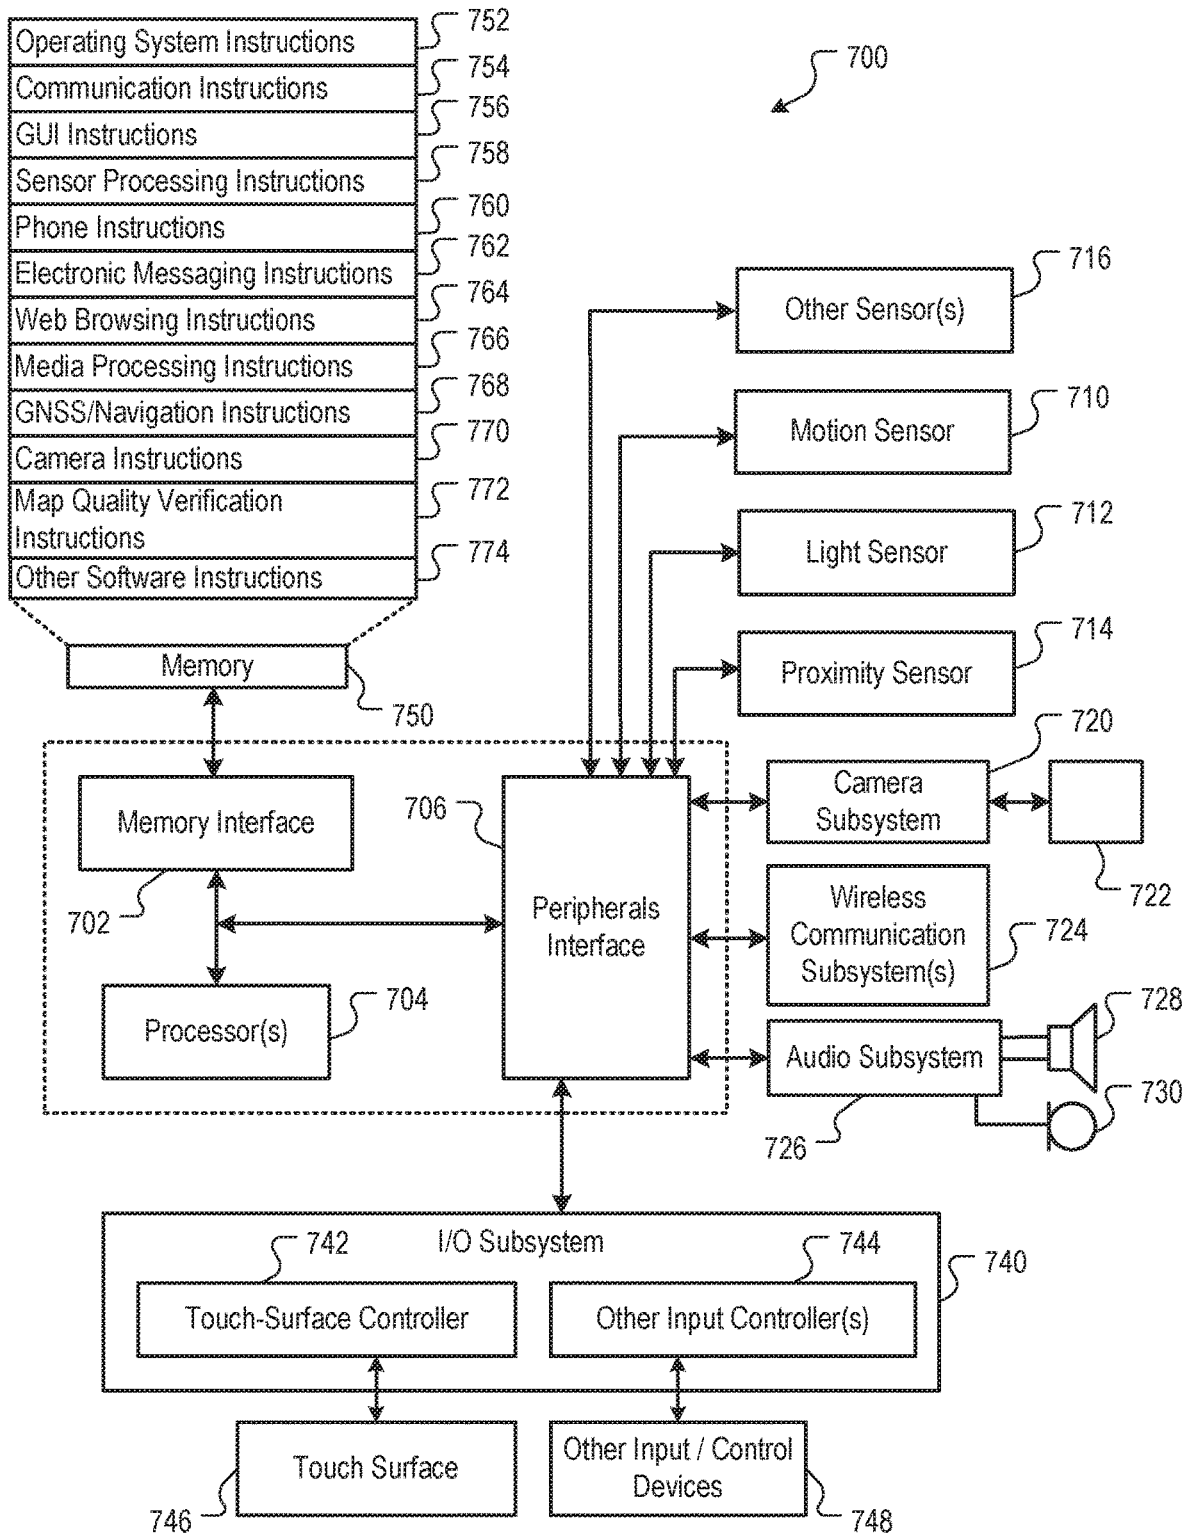 Operating System Instructions
752
Communication Instructions
754
GUI Instructions
756
Sensor Processing Instructions
758
Phone Instructions
760
Electronic Messaging Instructions
762
Web Browsing Instructions
764
Media Processing Instructions
766
GNSS/Navigation Instructions
768
Camera Instructions
770
Map Quality Verification
Instructions
772
Other Software Instructions
774
Memory
750
700
Other Sensor(s)
716
Motion Sensor
710
Light Sensor
712
Proximity Sensor
714
Memory Interface
702
Processor(s)
704
706
Peripherals
Interface
Camera
Subsystem
720
722
Wireless
Communication
Subsystem(s)
724
Audio Subsystem
726
728
730
I/O Subsystem
740
742
Touch-Surface Controller
744
Other Input Controller(s)
Touch Surface
746
Other Input / Control
Devices
748